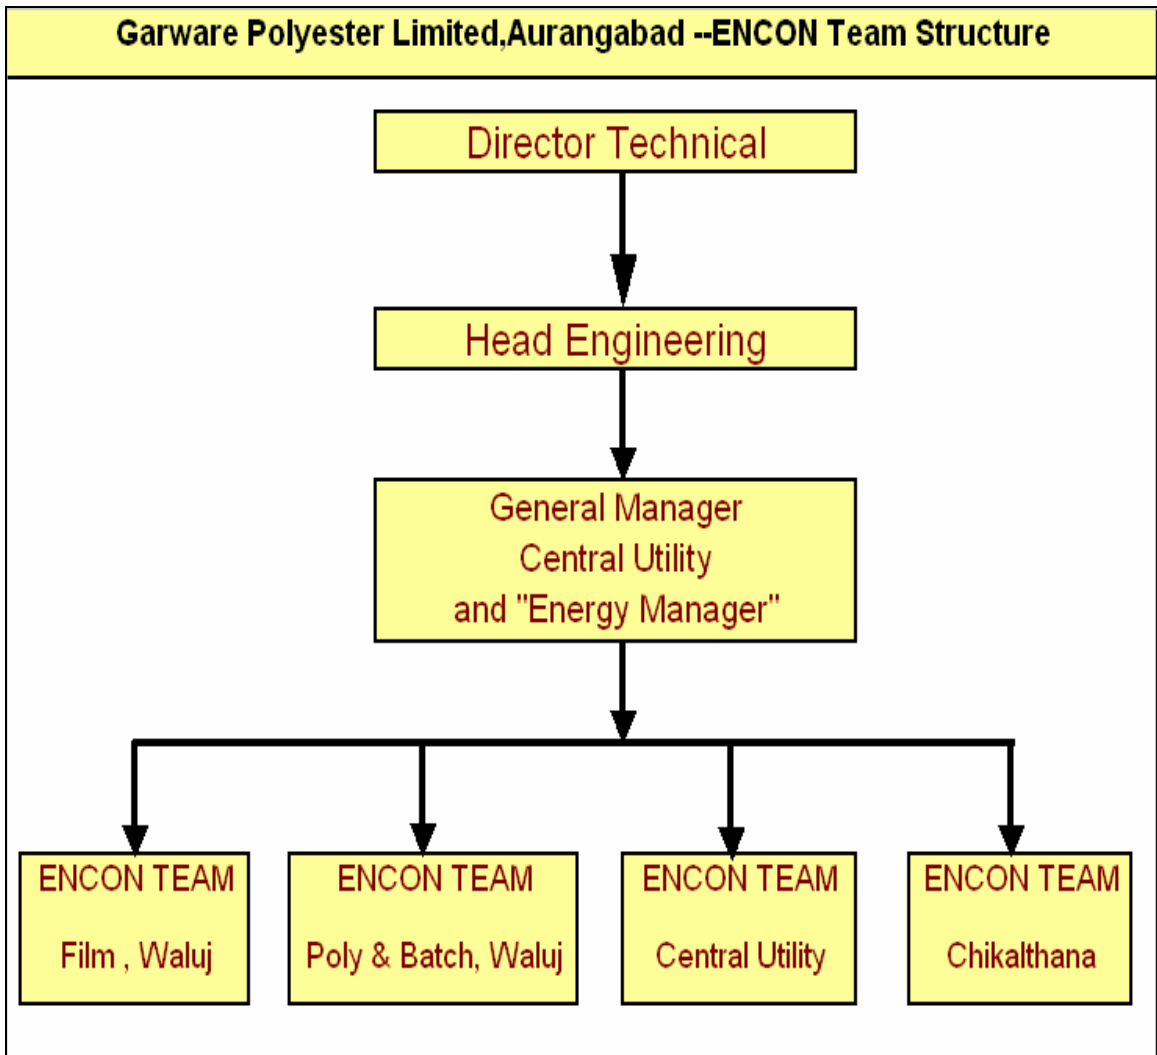 Garware Polyester Limited,Aurangabad --ENCON Team Structure
Director Technical
Head Engineering
General Manager
Central Utility
and "Energy Manager"
ENCON TEAM
Film , Waluj
ENCON TEAM
Poly & Batch, Waluj
ENCON TEAM
Central Utility
ENCON TEAM
Chikalthana